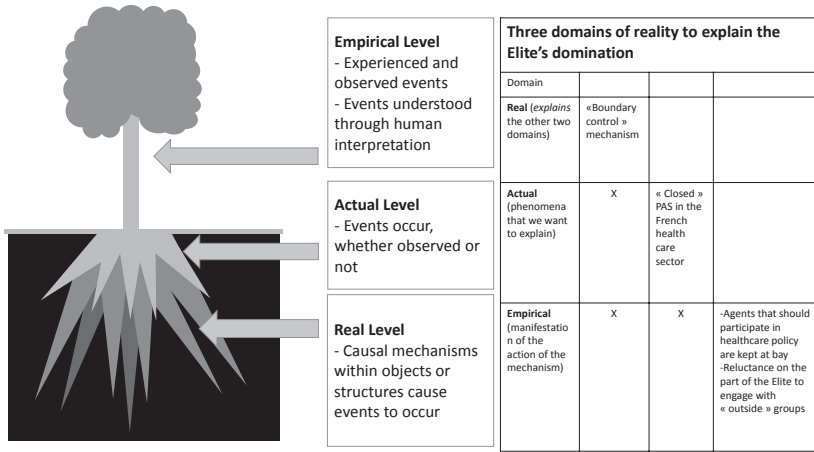 Empirical Level
- Experienced and
observed events
- Events understood
through human
interpretation
Actual Level
- Events occur,
whether observed or
not
Real Level
- Causal mechanisms
within objects or
structures cause
events to occur
Three domains of reality to explain the
Elite's domination
Domain
Real (explains
the other two
domains)
«Boundary
control »
mechanism
Actual
(phenomena
that we want
to explain)
X
« Closed »
PAS in the
French
health
care
sector
Empirical
(manifestatio
n of the
action of the
mechanism)
X
X
-Agents that should
participate in
healthcare policy
are kept at bay
-Reluctance on the
part of the Elite to
engage with
« outside » groups